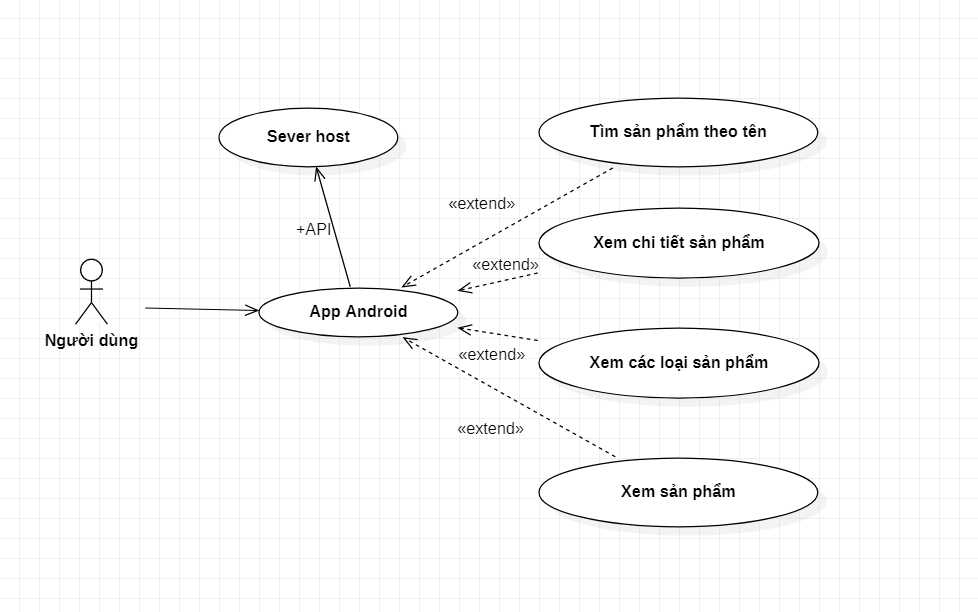 Sever host
Tìm sản phẩm theo tên
«extend»
+API
Xem chi tiết sản phẩm
«extend»
App Android
Người dùng
«extend»
Xem các loại sản phẩm
«extend»
Xem sản phẩm